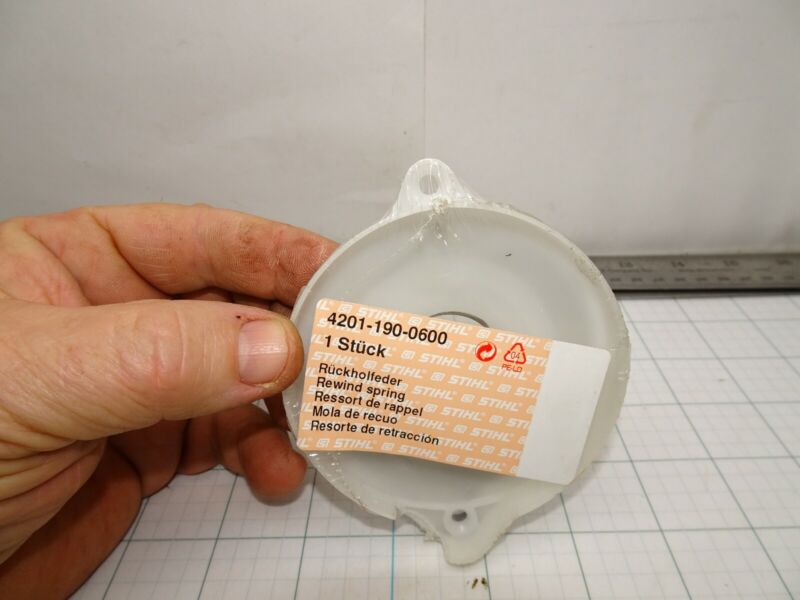 4201-190-0600
1 Stück
Rückholfeder
Rewind spring
Ressort de rappel
Mola de recuo
Resorte de retracción
04
PE-LD
STIHL®